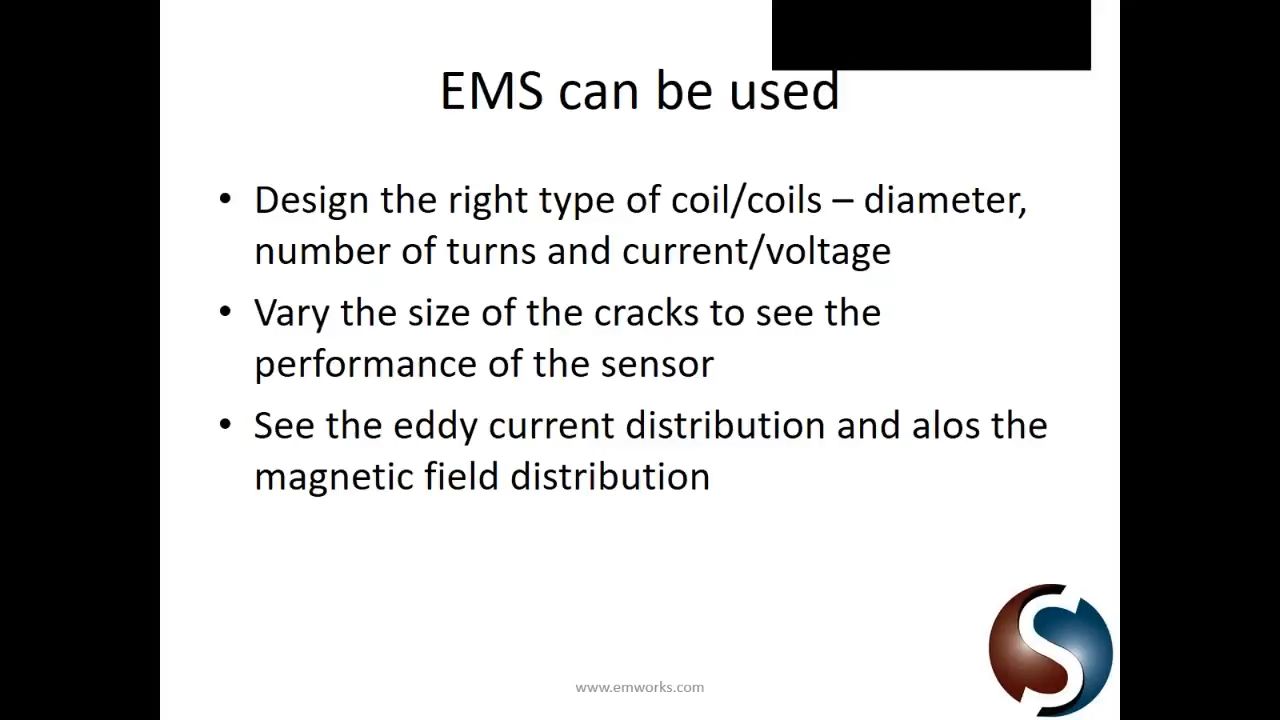 EMS can be used
• Design the right type of coil/coils – diameter,
number of turns and current/voltage
• Vary the size of the cracks to see the
performance of the sensor
• See the eddy current distribution and alos the
magnetic field distribution
www.emworks.com
S